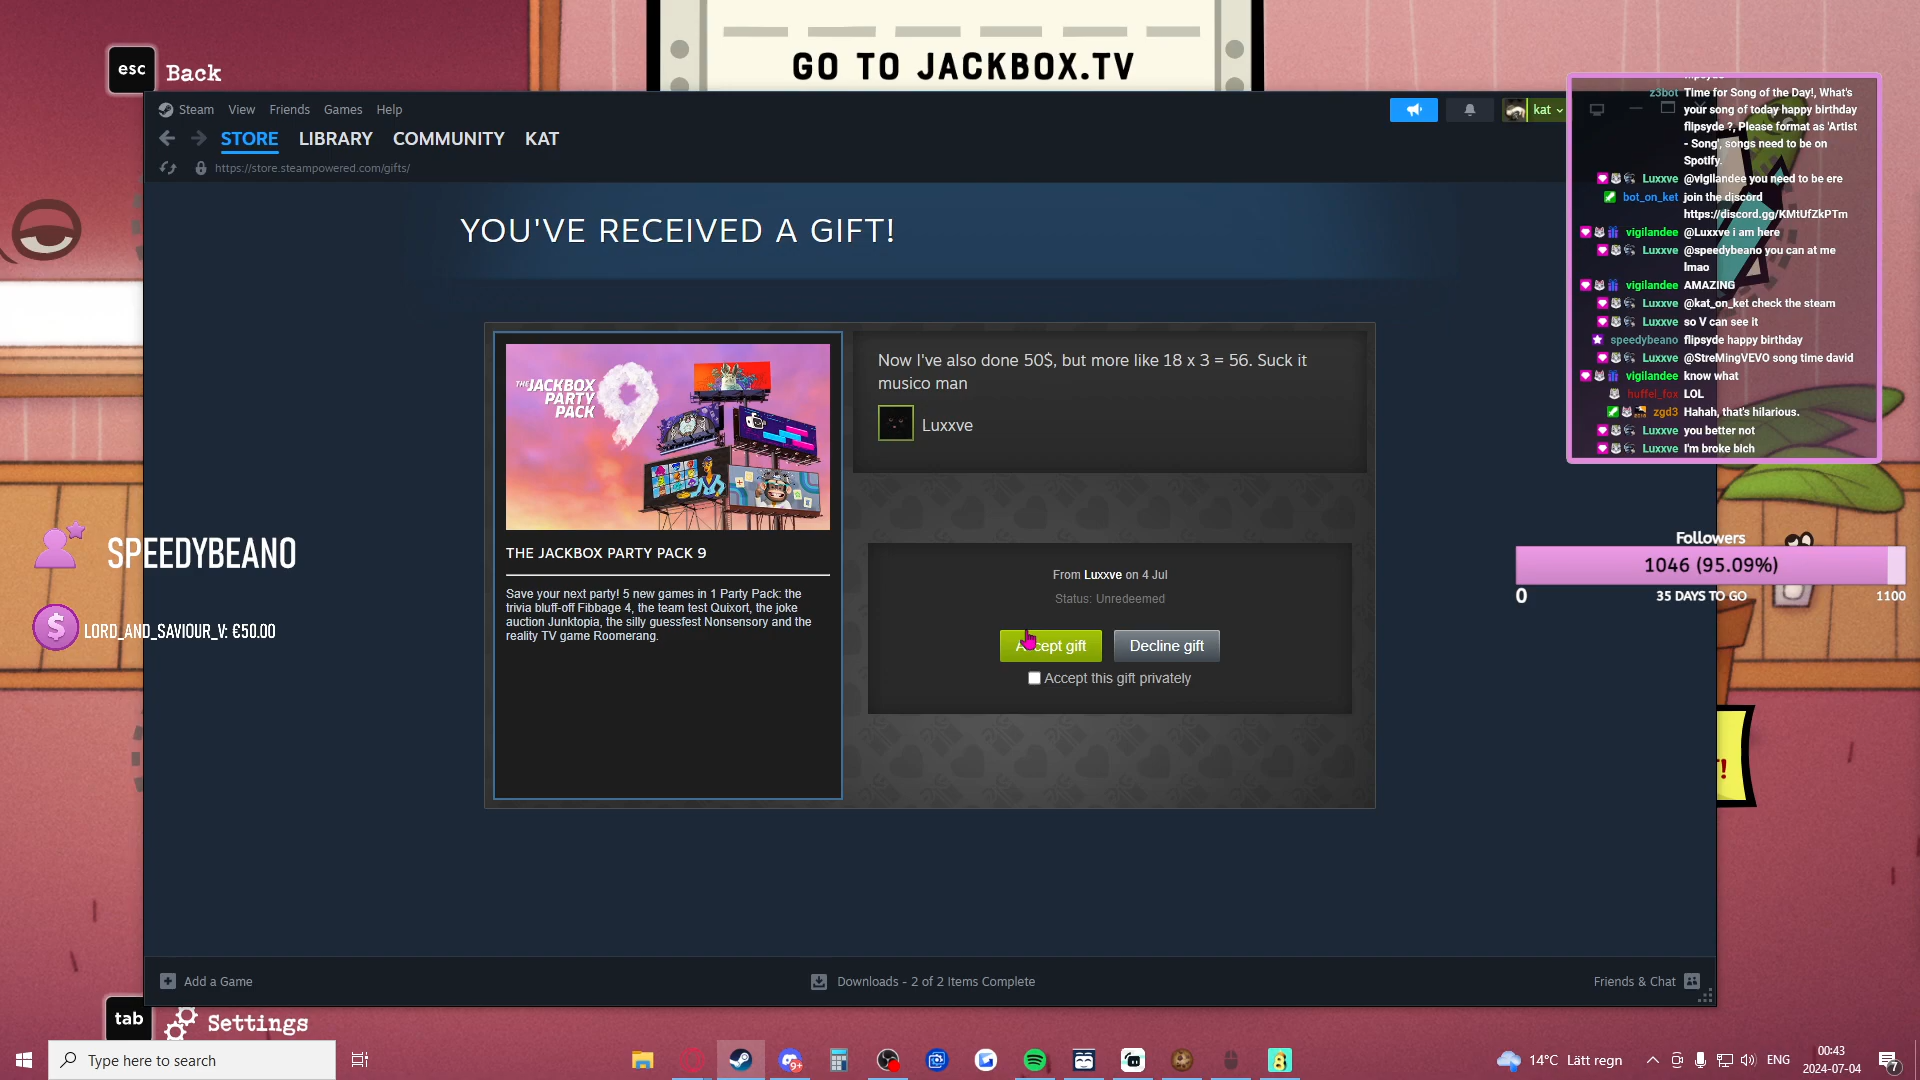 GO TO JACKBOX.TV
esc Back
Steam View Friends Games Help
kat
STORE LIBRARY COMMUNITY KAT
https://store.steampowered.com/gifts/
YOU'VE RECEIVED A GIFT!
THE JACKBOX
PARTY
PACK 9
THE JACKBOX PARTY PACK 9
Save your next party! 5 new games in 1 Party Pack: the
trivia bluff-off Fibbage 4, the team test Quixort, the joke
auction Junktopia, the silly guessfest Nonsensory and the
reality TV game Roomerang.
Now I've also done 50$, but more like 18 x 3 = 56. Suck it
musico man
Luxxve
From Luxxve on 4 Jul
Status: Unredeemed
Accept gift Decline gift
Accept this gift privately
z3bot Time for Song of the Day!, What's
your song of today happy birthday
flipsyde ?, Please format as 'Artist
- Song', songs need to be on
Spotify.
Luxxve @vigilandee you need to be ere
bot_on_ket join the discord
https://discord.gg/KMtUfZkPTm
vigilandee @Luxxve i am here
Luxxve @speedybeano you can at me
lmao
vigilandee AMAZING
Luxxve @kat_on_ket check the steam
Luxxve so V can see it
speedybeano flipsyde happy birthday
Luxxve @StreMingVEVO song time david
vigilandee know what
huffel_fox LOL
zgd3 Hahah, that's hilarious.
Luxxve you better not
Luxxve I'm broke bich
SPEEDYBEANO
LORD_AND_SAVIOUR_V: €50.00
Followers
1046 (95.09%)
0 35 DAYS TO GO 1100
Add a Game
Downloads - 2 of 2 Items Complete
Friends & Chat
tab Settings
Type here to search
9+
14°C Lätt regn
ENG
00:43
2024-07-04
7